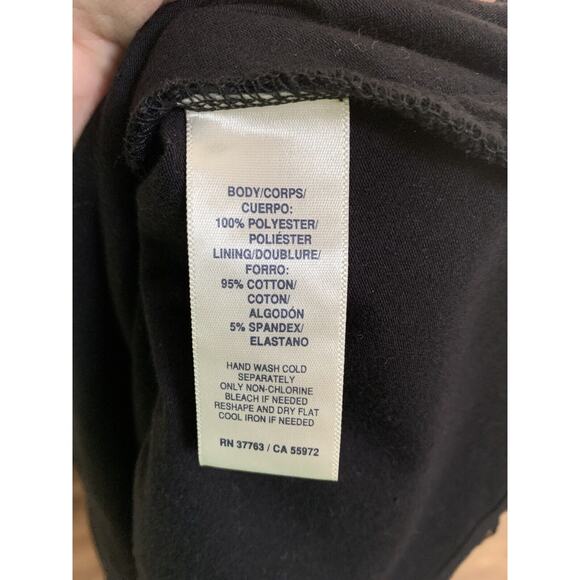 BODY/CORPS/
CUERPO:
100% POLYESTER/
POLIÉSTER
LINING/DOUBLURE/
FORRO:
95% COTTON/
COTON/
ALGODÓN
5% SPANDEX/
ELASTANO
HAND WASH COLD
SEPARATELY
ONLY NON-CHLORINE
BLEACH IF NEEDED
RESHAPE AND DRY FLAT
COOL IRON IF NEEDED
RN 37763 / CA 55972